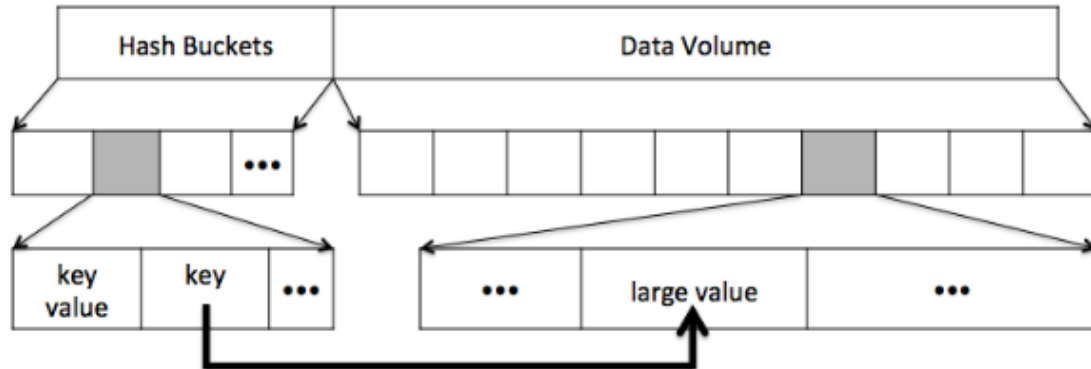 Hash Buckets
Data Volume
•••
key
value
key
•••
•••
large value
•••